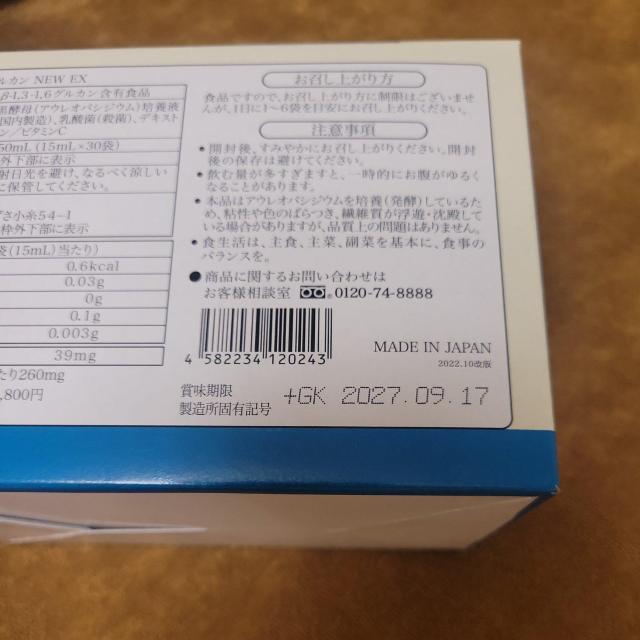 ルカン NEW EX
β-1,3-1,6グルカン含有食品
黒酵母(アウレオバシジウム)培養液
国内製造)、乳酸菌(殺菌)、デキスト
ン/ビタミンC
50mL (15mL×30袋)
外下部に表示
射日光を避け、なるべく涼しい
に保管してください。
ずさ小糸54-1
枠外下部に表示
袋(15mL)当たり)
0.6kcal
0.03g
0g
0.1g
0.003g
39mg
たり260mg
,800円
お召し上がり方
食品ですので、お召し上がり方に制限はございませ
んが、1日に1~6袋を目安にお召し上がりください。
注意事項
● 開封後、すみやかにお召し上がりください。開封
後の保存は避けてください。
● 飲む量が多すぎますと、一時的にお腹がゆるく
なることがあります。
● 本品はアウレオバシジウムを培養(発酵)している
ため、粘性や色のばらつき、繊維質が浮遊・沈殿して
いる場合がありますが、品質上の問題はありません。
● 食生活は、主食、主菜、副菜を基本に、食事の
バランスを。
● 商品に関するお問い合わせは
お客様相談室 0120-74-8888
4 582234 120243
MADE IN JAPAN
2022.10改版
賞味期限
製造所固有記号
+GK 2027.09.17